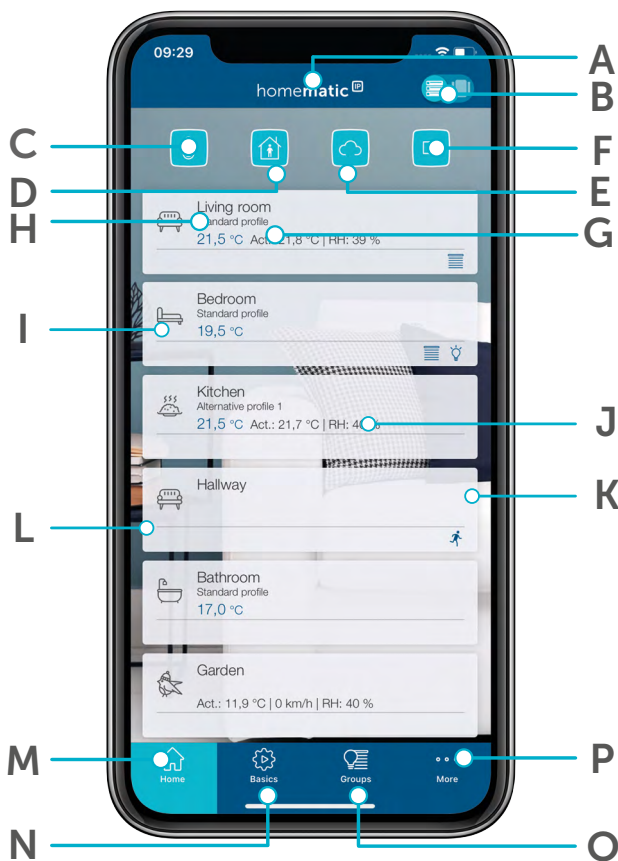 09:29
homematic IP
A
B
C
D
E
F
Living room
Standard profile
21,5 °C Act.: 21,8 °C | RH: 39 %
H
G
Bedroom
Standard profile
19,5 °C
I
Kitchen
Alternative profile 1
21,5 °C Act.: 21,7 °C | RH: %
J
Hallway
K
L
Bathroom
Standard profile
17,0 °C
Garden
Act.: 11,9 °C | 0 km/h | RH: 40 %
M
Home
Basics
Groups
More
P
N
O